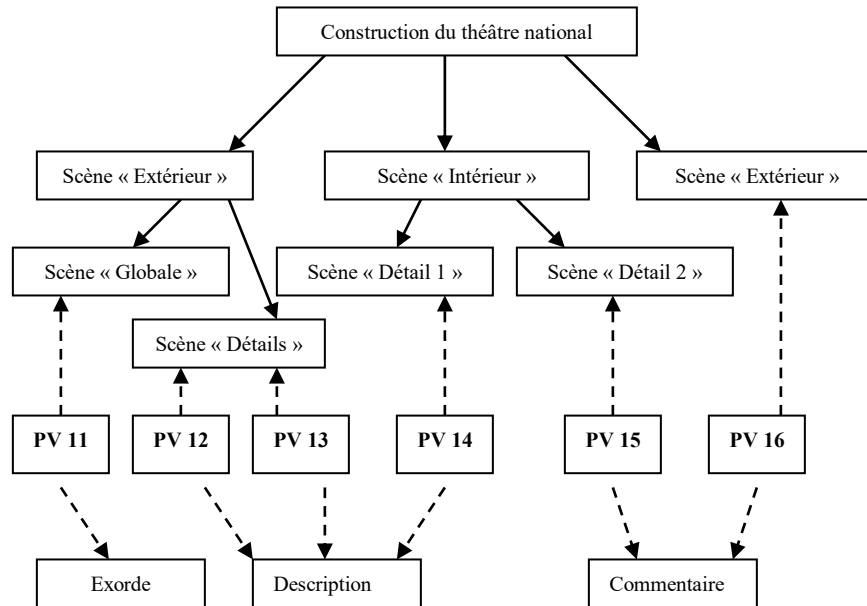 Construction du théâtre national
Scène « Extérieur »
Scène « Intérieur »
Scène « Extérieur »
Scène « Globale »
Scène « Détail 1 »
Scène « Détail 2 »
Scène « Détails »
PV 11
PV 12
PV 13
PV 14
PV 15
PV 16
Exorde
Description
Commentaire